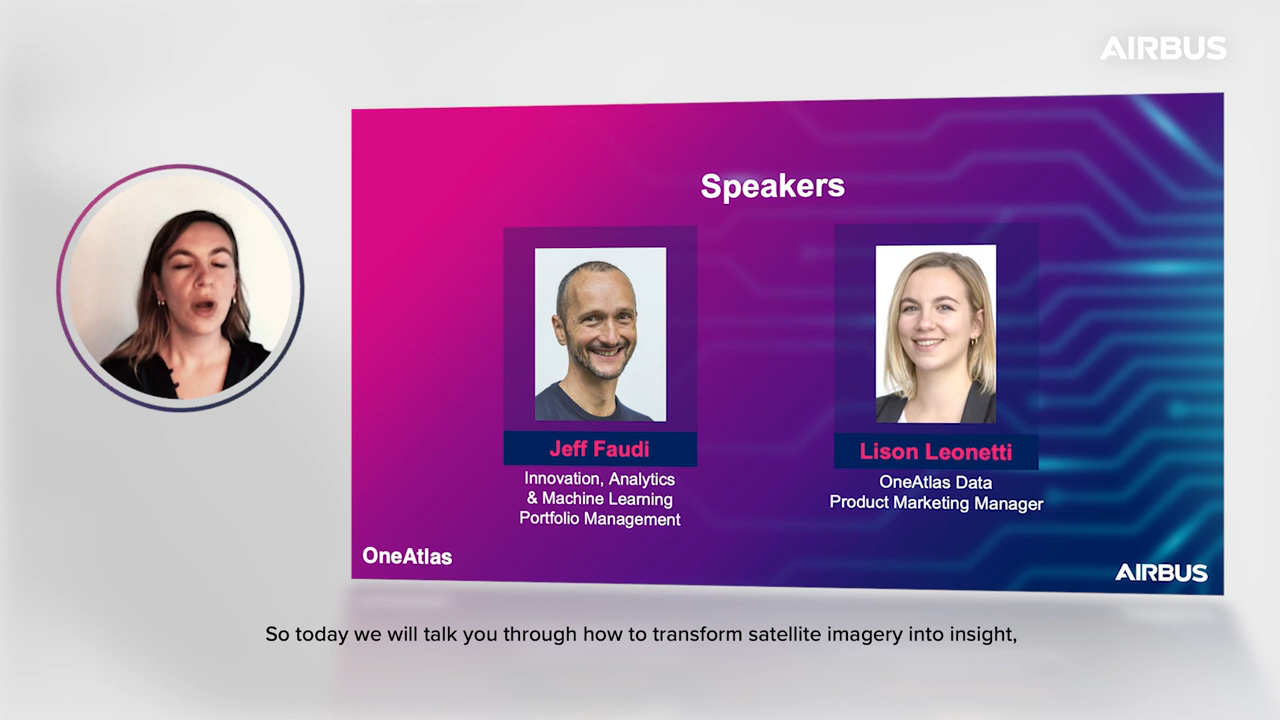 AIRBUS
Speakers
Jeff Faudi
Innovation, Analytics
& Machine Learning
Portfolio Management
Lison Leonetti
OneAtlas Data
Product Marketing Manager
OneAtlas
AIRBUS
So today we will talk you through how to transform satellite imagery into insight,